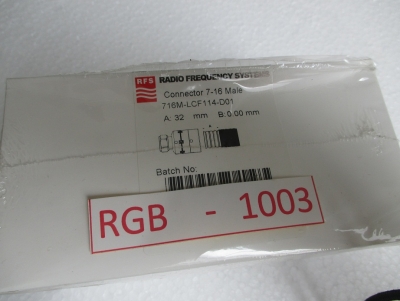 RFS RADIO FREQUENCY SYSTEMS
Connector 7-16 Male
716M-LCF114-D01
A: 32 mm B: 0.00 mm
Batch No:
RGB - 1003